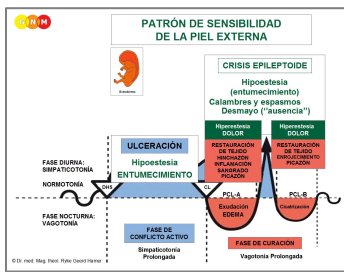 GNM
PATRÓN DE SENSIBILIDAD
DE LA PIEL EXTERNA
Ectodermo
CRISIS EPILEPTOIDE
Hipoestesia
(entumecimiento)
Calambres y espasmos
Desmayo ("ausencia")
Hiperestesia
DOLOR
Hiperestesia
DOLOR
ULCERACIÓN
Hipoestesia
ENTUMECIMIENTO
RESTAURACIÓN
DE TEJIDO
HINCHAZÓN
INFLAMACIÓN
SANGRADO
PICAZÓN
RESTAURACIÓN
DE TEJIDO
ENROJECIMIENTO
PICAZÓN
FASE DIURNA:
SIMPATICOTONÍA
NORMOTONÍA
DHS
CL
PCL-A
PCL-B
Exudación
EDEMA
Cicatrización
FASE NOCTURNA:
VAGOTONÍA
FASE DE
CONFLICTO ACTIVO
FASE DE CURACIÓN
Simpaticotonía
Prolongada
Vagotonía Prolongada
© Dr. med. Mag. theol. Ryke Geerd Hamer